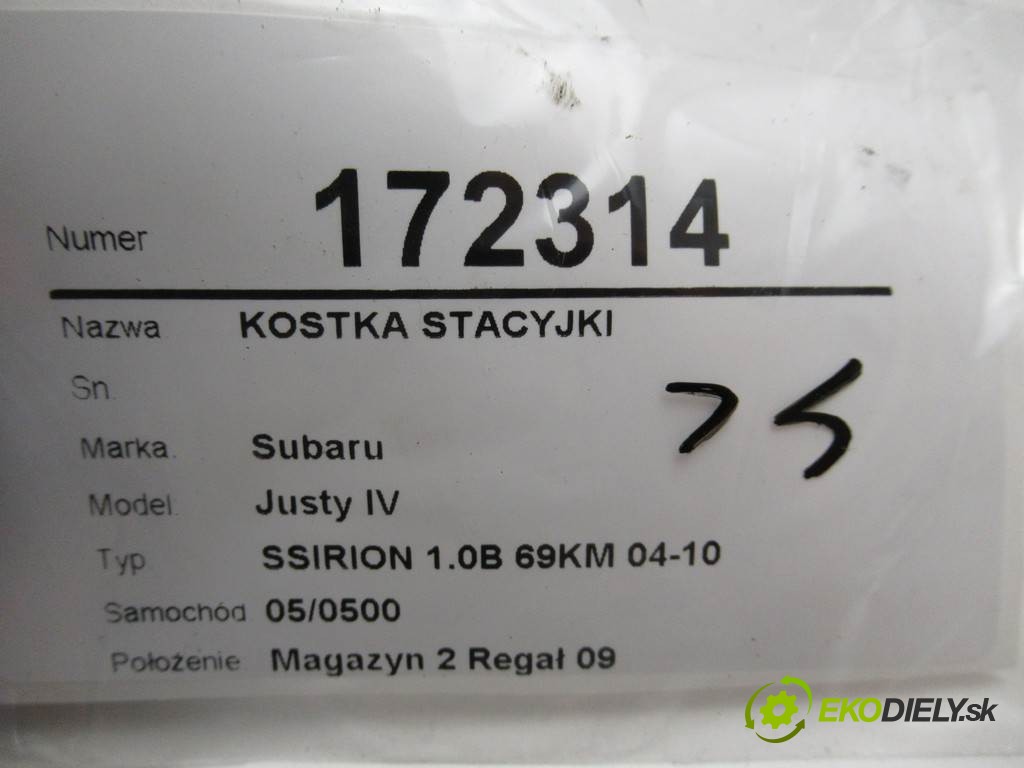 Numer 172314
Nazwa KOSTKA STACYJKI
Sn.
Marka. Subaru
Model. Justy IV
Typ SSIRION 1.0B 69KM 04-10
Samochód 05/0500
Położenie Magazyn 2 Regał 09
EKODIELY.sk